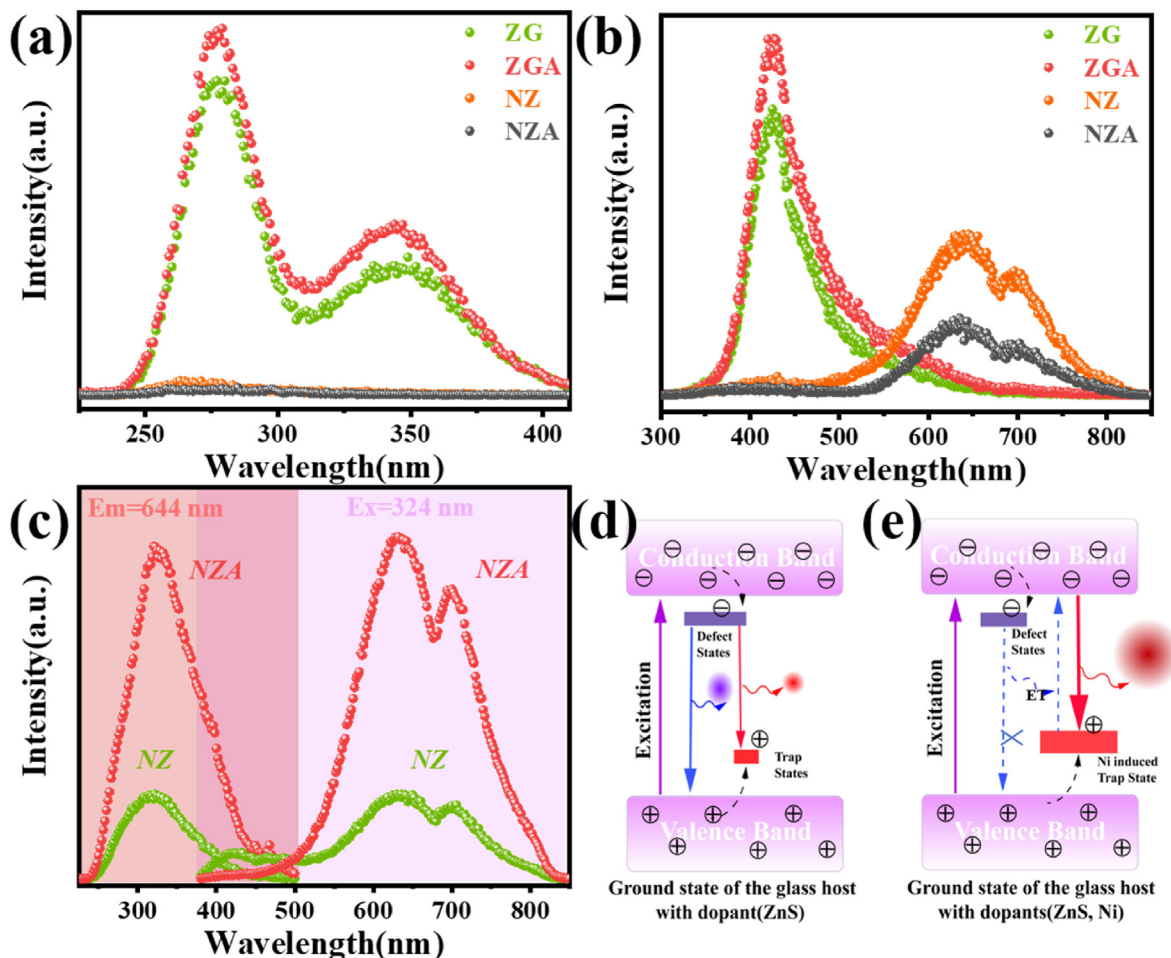 (a)
ZG
ZGA
NZ
NZA
Intensity(a.u.)
250 300 350 400
Wavelength(nm)
(b)
ZG
ZGA
NZ
NZA
Intensity(a.u.)
300 400 500 600 700 800
Wavelength(nm)
(c)
Em=644 nm
Ex=324 nm
NZA
NZA
NZ
NZ
Intensity(a.u.)
300 400 500 600 700 800
Wavelength(nm)
(d)
Conduction Band
Defect
States
Excitation
Trap
States
Valence Band
Ground state of the glass host
with dopant(ZnS)
(e)
Conduction Band
Defect
States
ET
Excitation
Ni induced
Trap State
Valence Band
Ground state of the glass host
with dopants(ZnS, Ni)